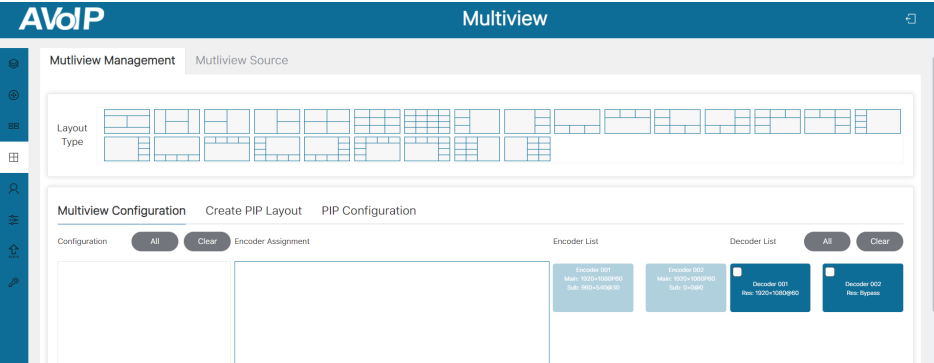 AVoIP
Multiview
Mutliview Management
Mutliview Source
Layout
Type
Multiview Configuration
Create PIP Layout
PIP Configuration
Configuration
All
Clear
Encoder Assignment
Encoder List
Decoder List
All
Clear
Encoder 001
Main: 1920×1080P60
Sub: 960×540@30
Encoder 002
Main: 1920×1080P60
Sub: 0×0@0
Decoder 001
Res: 1920×1080@60
Decoder 002
Res: Bypass